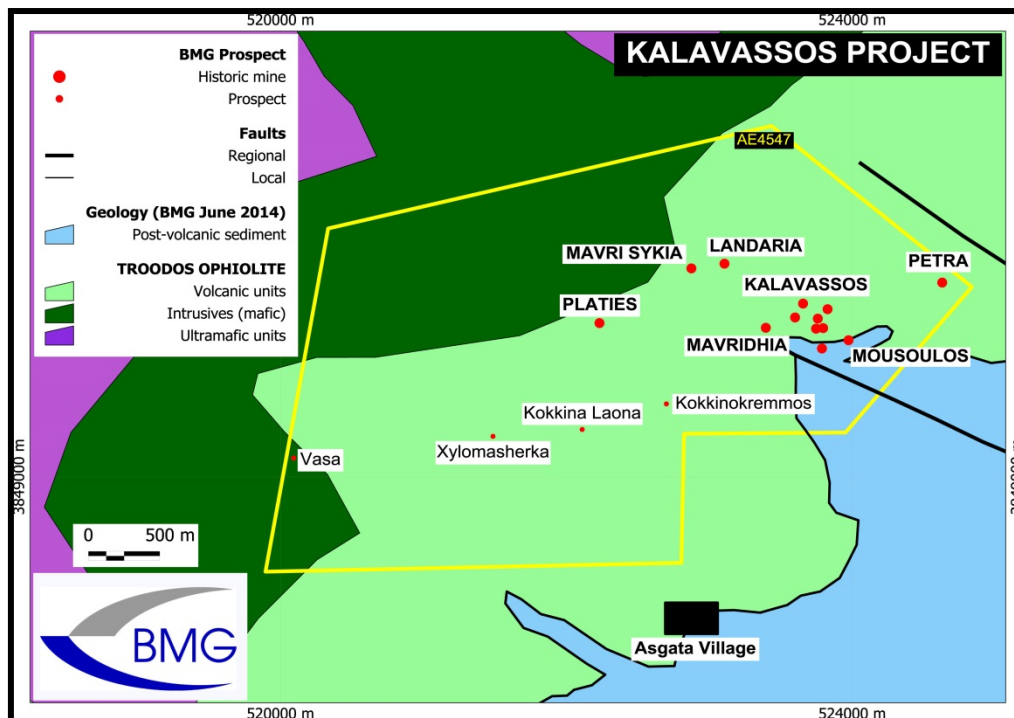 520000 m
524000 m
KALAVASSOS PROJECT
BMG Prospect
Historic mine
Prospect
Faults
Regional
Local
Geology (BMG June 2014)
Post-volcanic sediment
TROODOS OPHIOLITE
Volcanic units
Intrusives (mafic)
Ultramafic units
AE4547
MAVRI SYKIA
LANDARIA
PETRA
KALAVASSOS
PLATIES
MAVRIDHIA
MOUSOULOS
Kokkinokremmos
Kokkina Laona
Xylomasherka
Vasa
3849000 m
3849000 m
0 500 m
BMG
Asgata Village
520000 m
524000 m